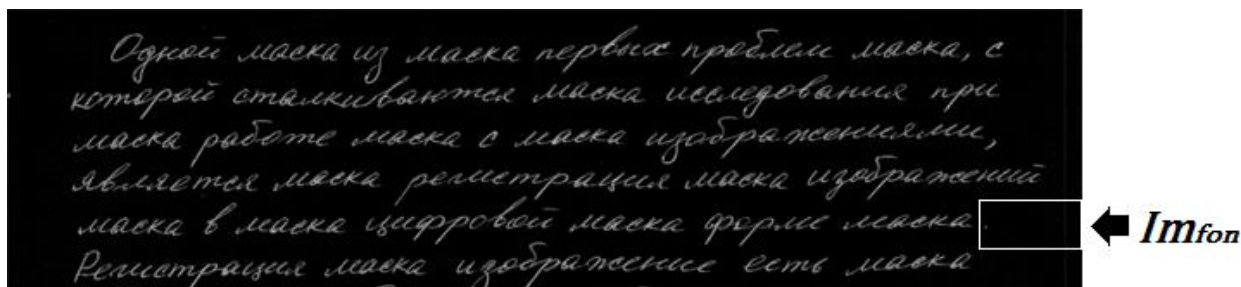 Одной маска из маска первых проблем маска, с
которой сталкиваются маска исследования при
маска работе маска с маска изображениями,
является маска регистрация маска изображений
маска в маска цифровой маска форме маска.
Imfon
Регистрация маска изображение есть маска